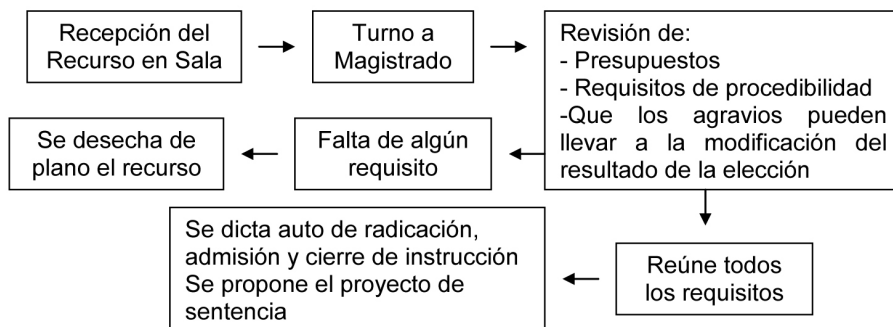 Recepción del
Recurso en Sala
Turno a
Magistrado
Revisión de:
- Presupuestos
- Requisitos de procedibilidad
-Que los agravios pueden
llevar a la modificación del
resultado de la elección
Falta de algún
requisito
Se desecha de
plano el recurso
Reúne todos
los requisitos
Se dicta auto de radicación,
admisión y cierre de instrucción
Se propone el proyecto de
sentencia